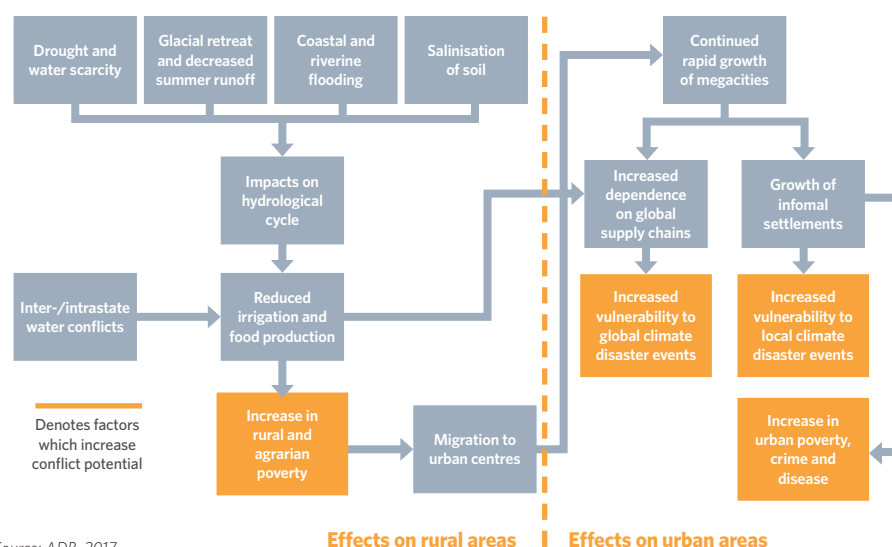 Drought and
water scarcity
Glacial retreat
and decreased
summer runoff
Coastal and
riverine
flooding
Salinisation
of soil
Continued
rapid growth
of megacities
Impacts on
hydrological
cycle
Increased
dependence
on global
supply chains
Growth of
infomal
settlements
Inter-/intrastate
water conflicts
Reduced
irrigation and
food production
Increased
vulnerability to
global climate
disaster events
Increased
vulnerability to
local climate
disaster events
Denotes factors
which increase
conflict potential
Increase in
rural and
agrarian
poverty
Migration to
urban centres
Increase in
urban poverty,
crime and
disease
Effects on rural areas
Effects on urban areas
Source: ADB, 2017